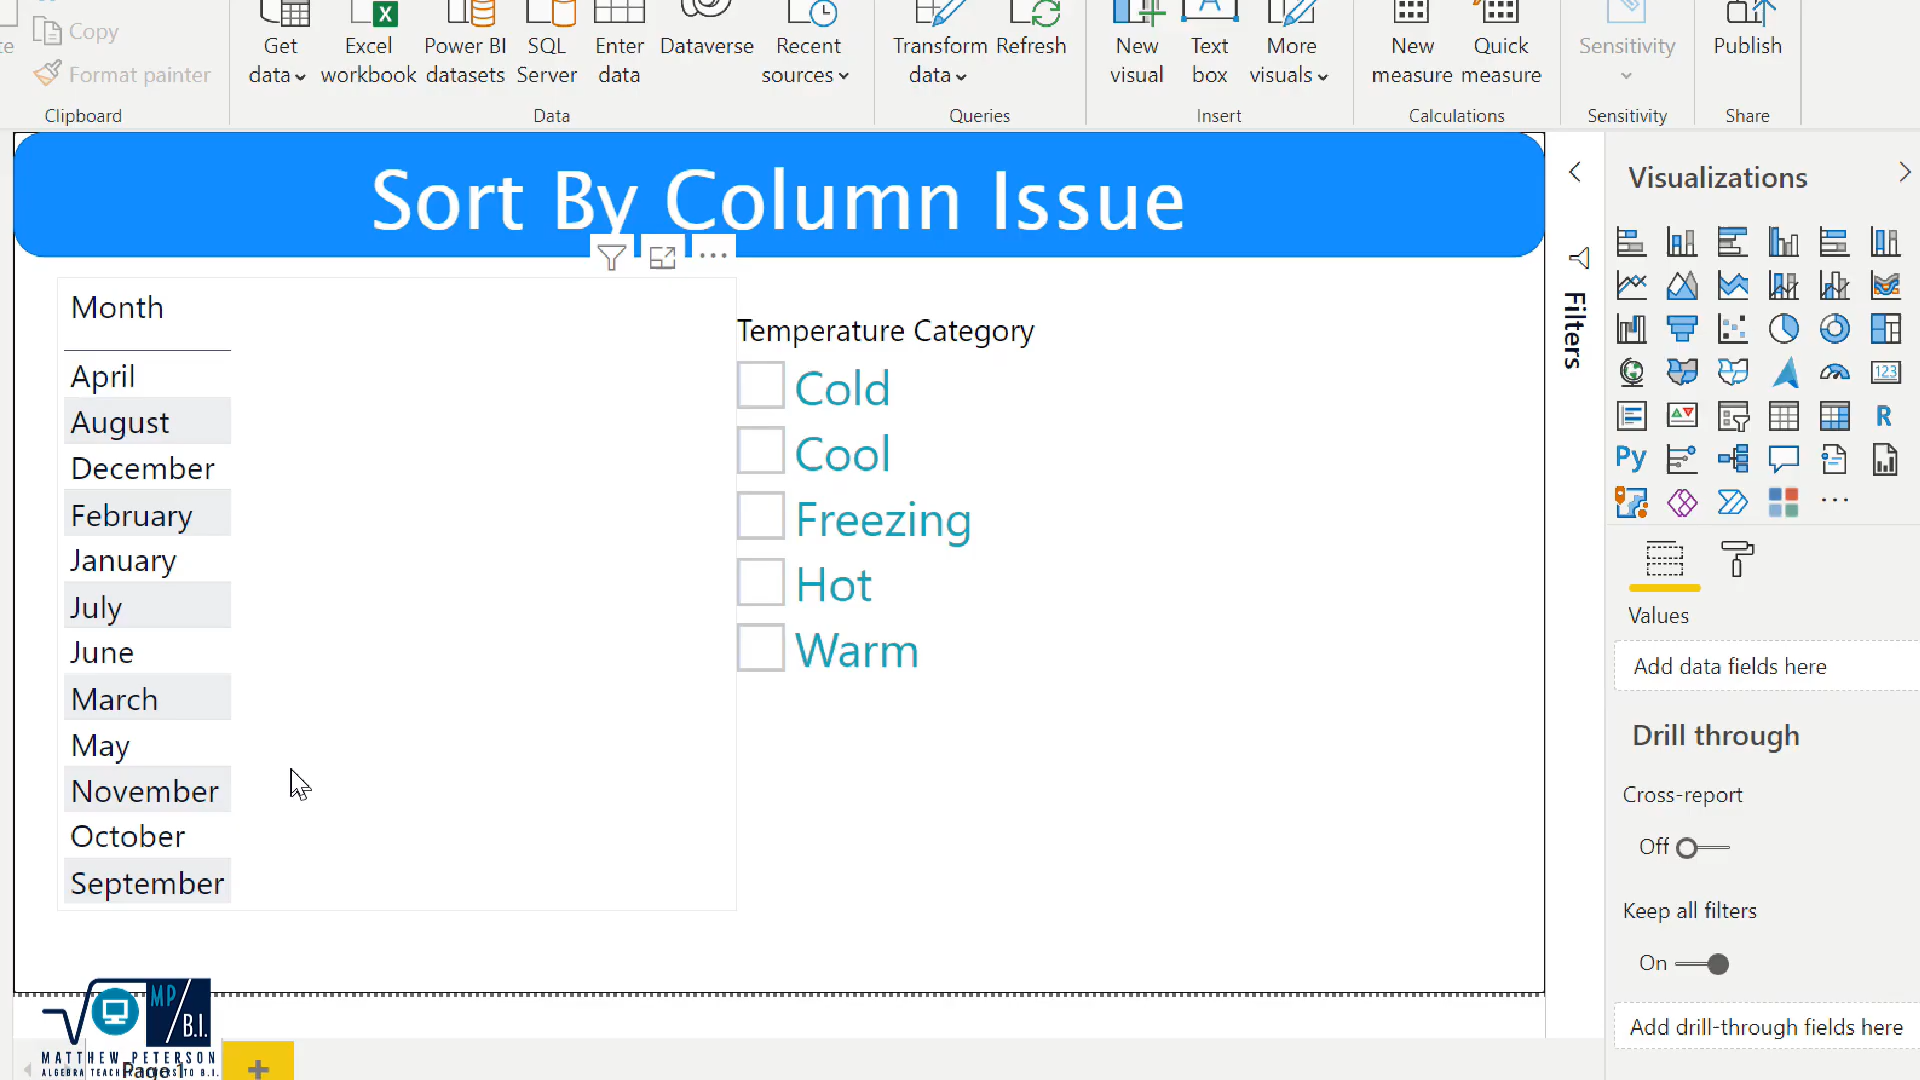 Copy
Format painter
Clipboard
Get data
Excel workbook
Power BI datasets
SQL Server
Enter data
Dataverse
Recent sources
Data
Transform data
Refresh
Queries
New visual
Text box
More visuals
Insert
New measure
Quick measure
Calculations
Sensitivity
Sensitivity
Publish
Share
Sort By Column Issue
Month
April
August
December
February
January
July
June
March
May
November
October
September
Temperature Category
Cold
Cool
Freezing
Hot
Warm
Filters
Visualizations
123
R
Py
Values
Add data fields here
Drill through
Cross-report
Off
Keep all filters
On
Add drill-through fields here
MP
B.I.
MATTHEW PETERSON
Page 1